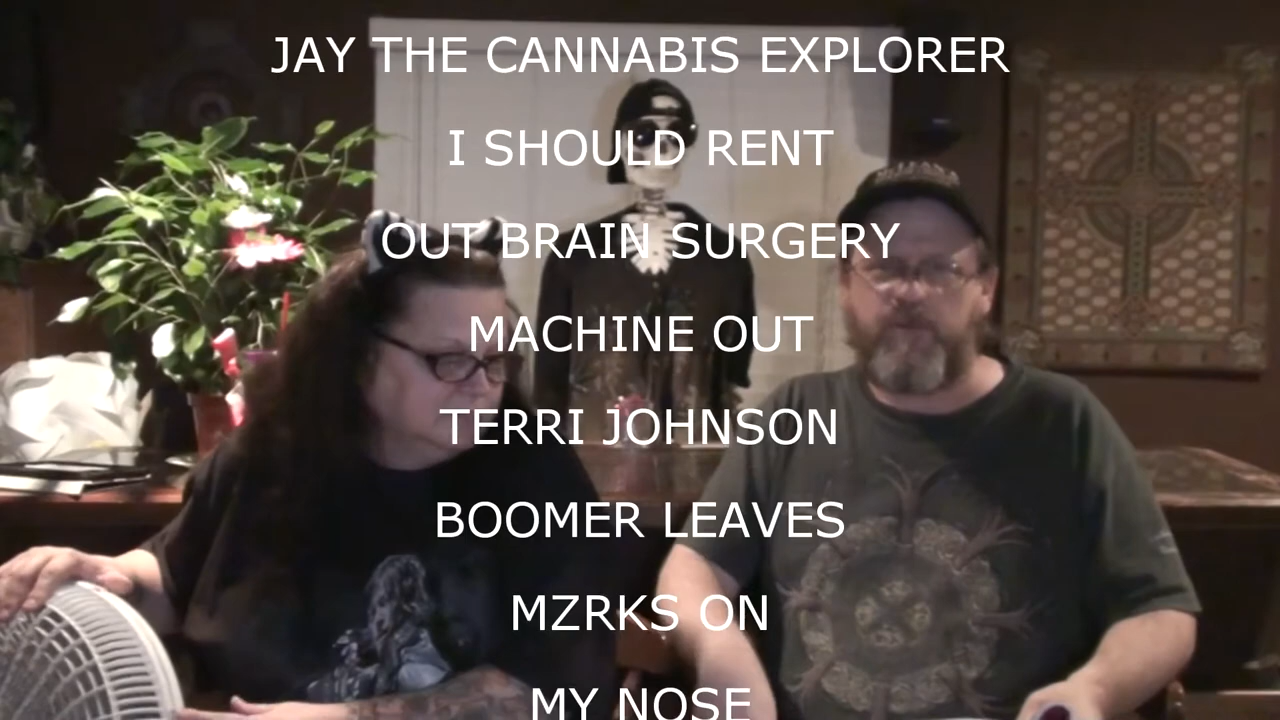 JAY THE CANNABIS EXPLORER
I SHOULD RENT
OUT BRAIN SURGERY
MACHINE OUT
TERRI JOHNSON
BOOMER LEAVES
MZRKS ON
MY NOSE